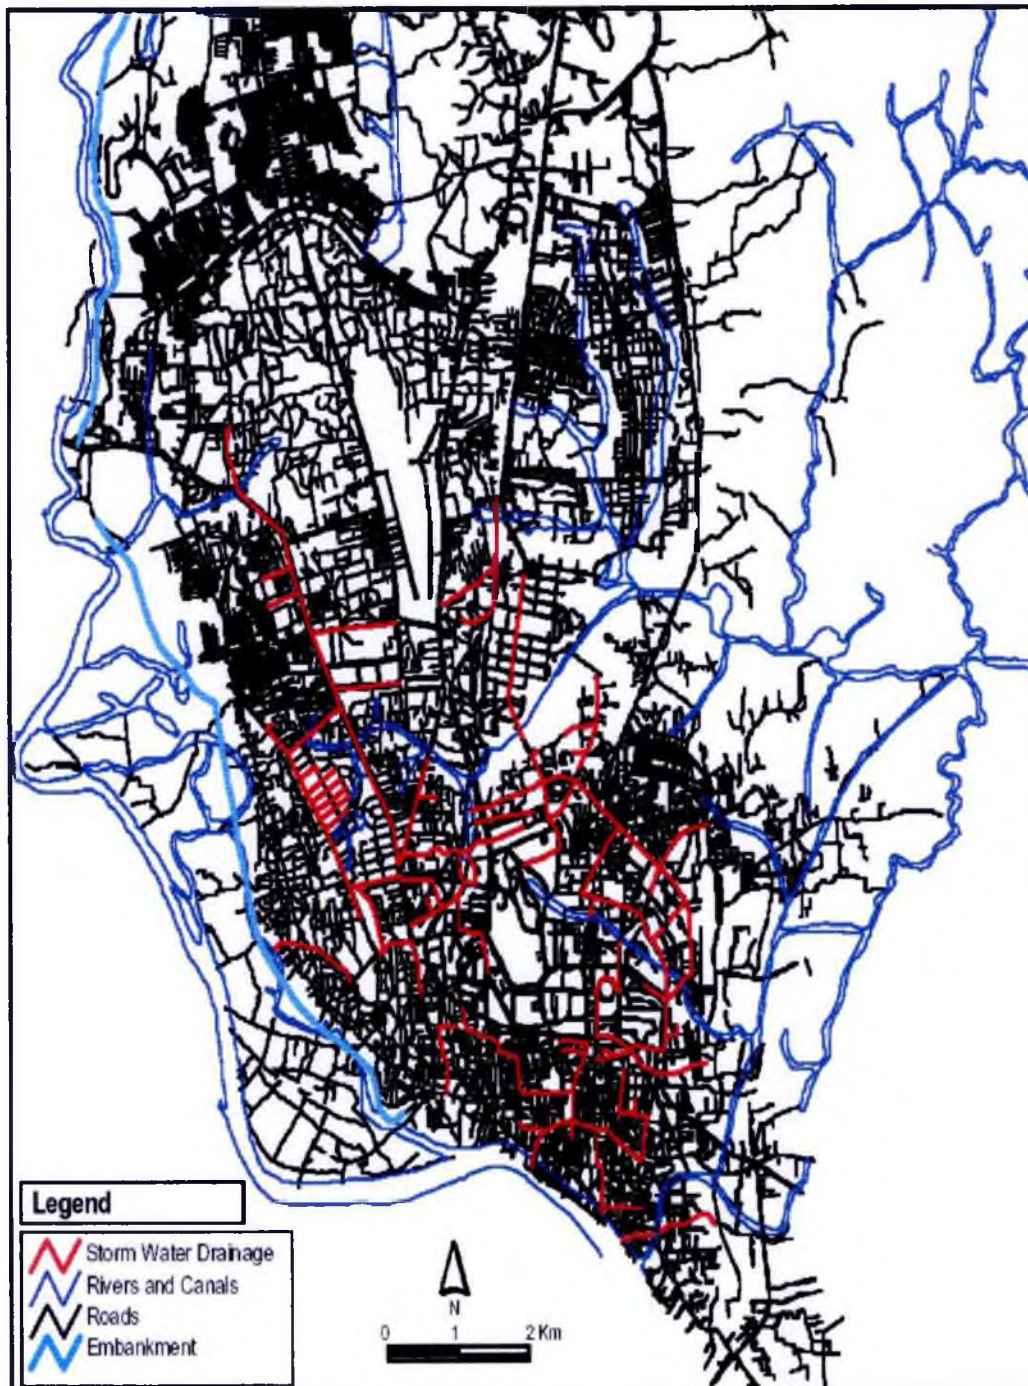 Legend
Storm Water Drainage
Rivers and Canals
Roads
Embankment
N
0 1 2 Km